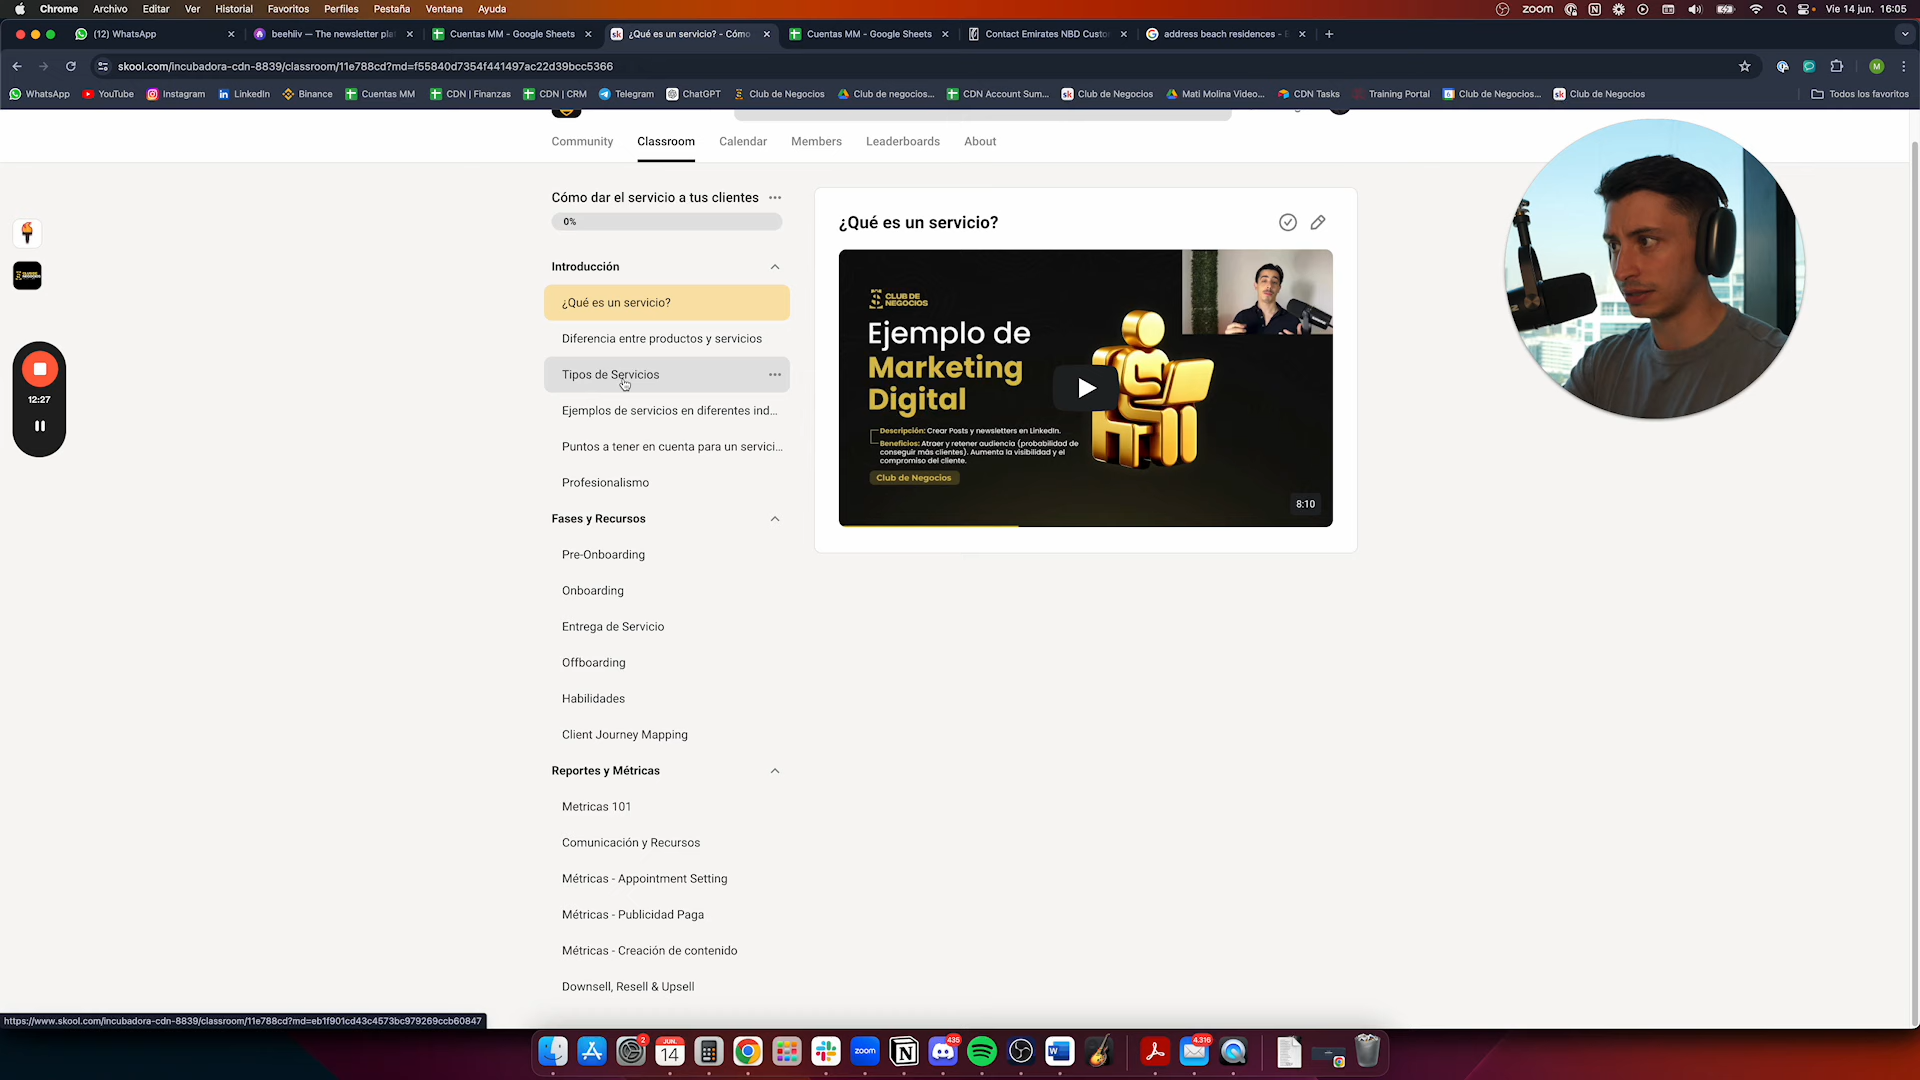 Chrome Archivo Editar Ver Historial Favoritos Perfiles Pestaña Ventana Ayuda
zoom Vie 14 jun. 16:05
(12) WhatsApp
beehiiv — The newsletter pla
Cuentas MM - Google Sheets
¿Qué es un servicio? - Cómo
Cuentas MM - Google Sheets
Contact Emirates NBD Custo
address beach residences -
skool.com/incubadora-cdn-8839/classroom/11e788cd?md=f55840d7354f441497ac22d39bcc5366
M
WhatsApp YouTube Instagram LinkedIn Binance Cuentas MM CDN | Finanzas CDN | CRM Telegram ChatGPT Club de Negocios Club de negocios... CDN Account Sum... Club de Negocios Mati Molina Video... CDN Tasks Training Portal Club de Negocios... Club de Negocios Todos los favoritos
Community Classroom Calendar Members Leaderboards About
Cómo dar el servicio a tus clientes
0%
Introducción
¿Qué es un servicio?
Diferencia entre productos y servicios
Tipos de Servicios
Ejemplos de servicios en diferentes ind...
Puntos a tener en cuenta para un servici...
Profesionalismo
Fases y Recursos
Pre-Onboarding
Onboarding
Entrega de Servicio
Offboarding
Habilidades
Client Journey Mapping
Reportes y Métricas
Metricas 101
Comunicación y Recursos
Métricas - Appointment Setting
Métricas - Publicidad Paga
Métricas - Creación de contenido
Downsell, Resell & Upsell
¿Qué es un servicio?
CLUB DE
NEGOCIOS
Ejemplo de
Marketing
Digital
Descripción: Crear Posts y newsletters en LinkedIn.
Beneficios: Atraer y retener audiencia (probabilidad de
conseguir más clientes). Aumenta la visibilidad y el
compromiso del cliente.
Club de Negocios
8:10
12:27
https://www.skool.com/incubadora-cdn-8839/classroom/11e788cd?md=eb1f901cd43c4573bc979269ccb60847
2
JUN.
14
zoom
435
4.316